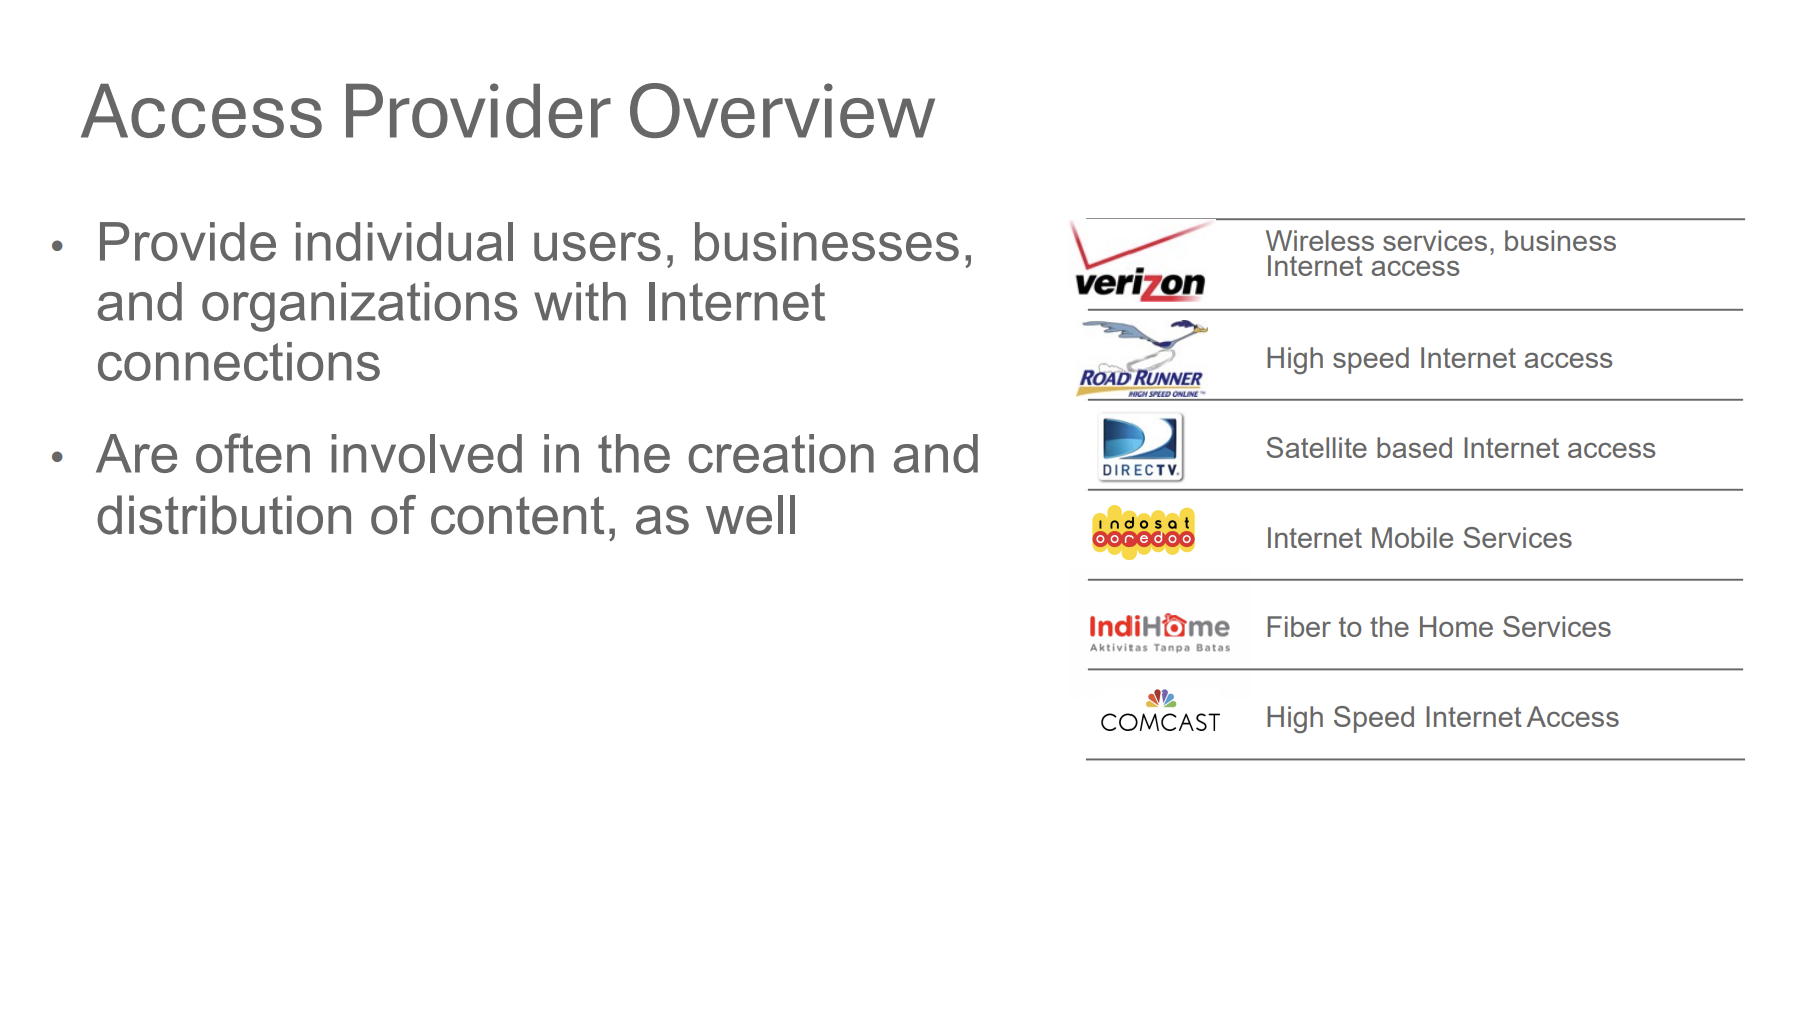 Access Provider Overview
• Provide individual users, businesses,
and organizations with Internet
connections
• Are often involved in the creation and
distribution of content, as well
verizon
Wireless services, business
Internet access
ROAD RUNNER
HIGH SPEED ONLINE™
High speed Internet access
DIRECTV.
Satellite based Internet access
indosat
ooredoo
Internet Mobile Services
IndiHome
Aktivitas Tanpa Batas
Fiber to the Home Services
COMCAST
High Speed Internet Access